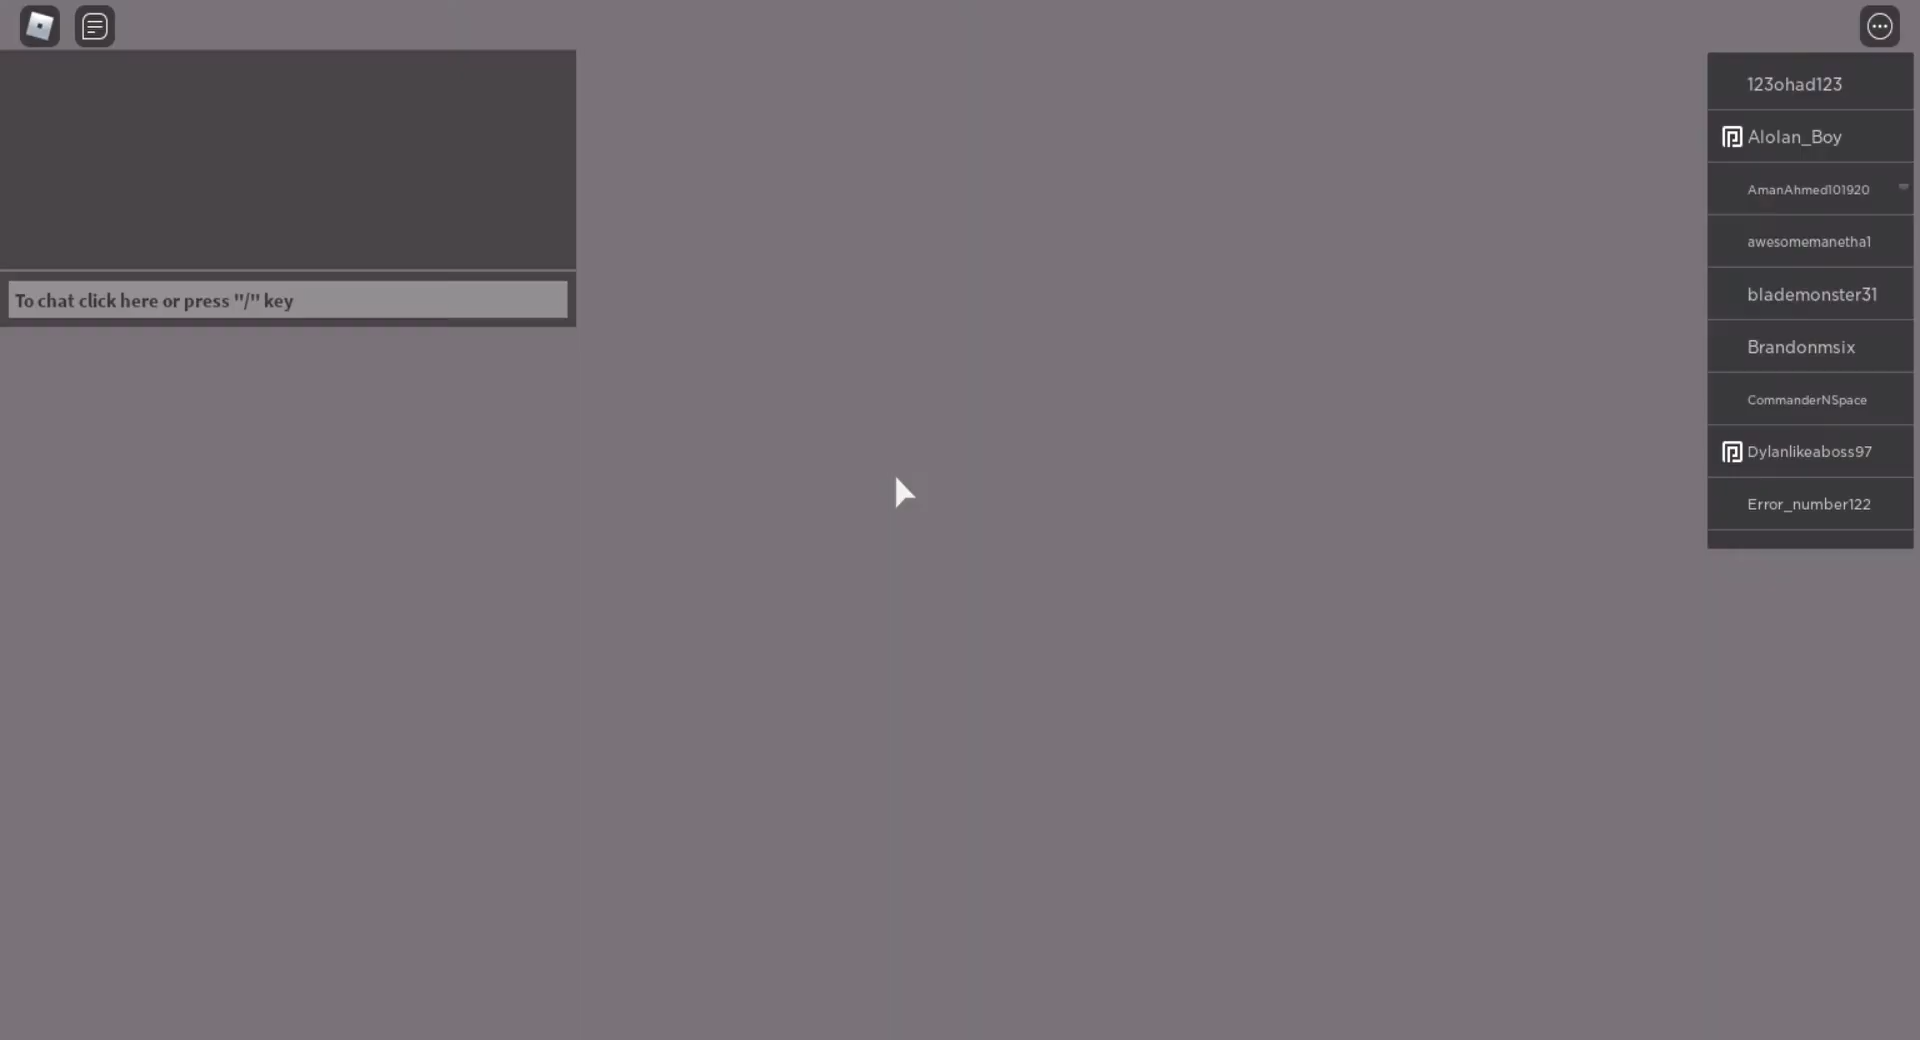 To chat click here or press "/" key
123ohad123
Alolan_Boy
AmanAhmed101920
awesomemanetha1
blademonster31
Brandonmsix
CommanderNSpace
Dylanlikeaboss97
Error_number122